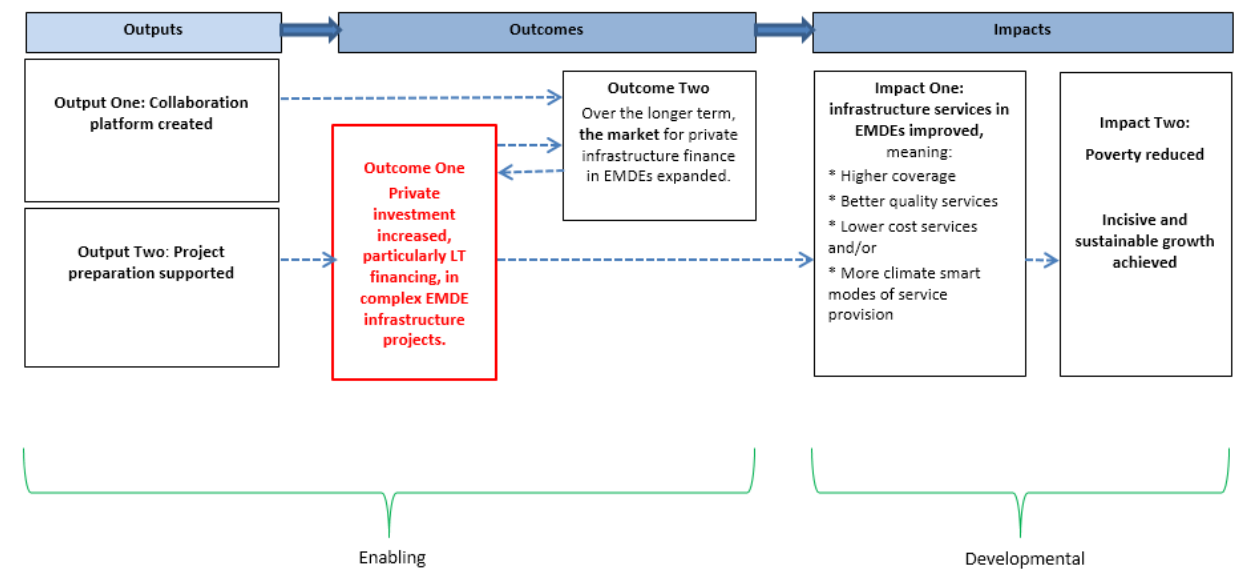 Outputs
Outcomes
Impacts
Output One: Collaboration
platform created
Output Two: Project
preparation supported
Outcome One
Private
investment
increased,
particularly LT
financing, in
complex EMDE
infrastructure
projects.
Outcome Two
Over the longer term,
the market for private
infrastructure finance
in EMDEs expanded.
Impact One:
infrastructure services in
EMDEs improved,
meaning:
* Higher coverage
* Better quality services
* Lower cost services
and/or
* More climate smart
modes of service
provision
Impact Two:
Poverty reduced
Incisive and
sustainable growth
achieved
Enabling
Developmental